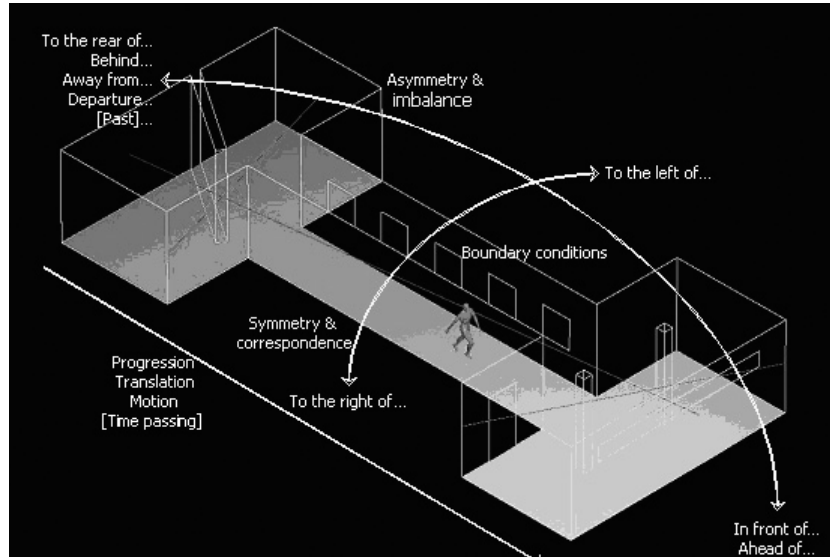 To the rear of...
Behind...
Away from...
Departure...
[Past]...
Asymmetry &
imbalance
To the left of...
Boundary conditions
Symmetry &
correspondence
To the right of...
Progression
Translation
Motion
[Time passing]
In front of...
Ahead of...